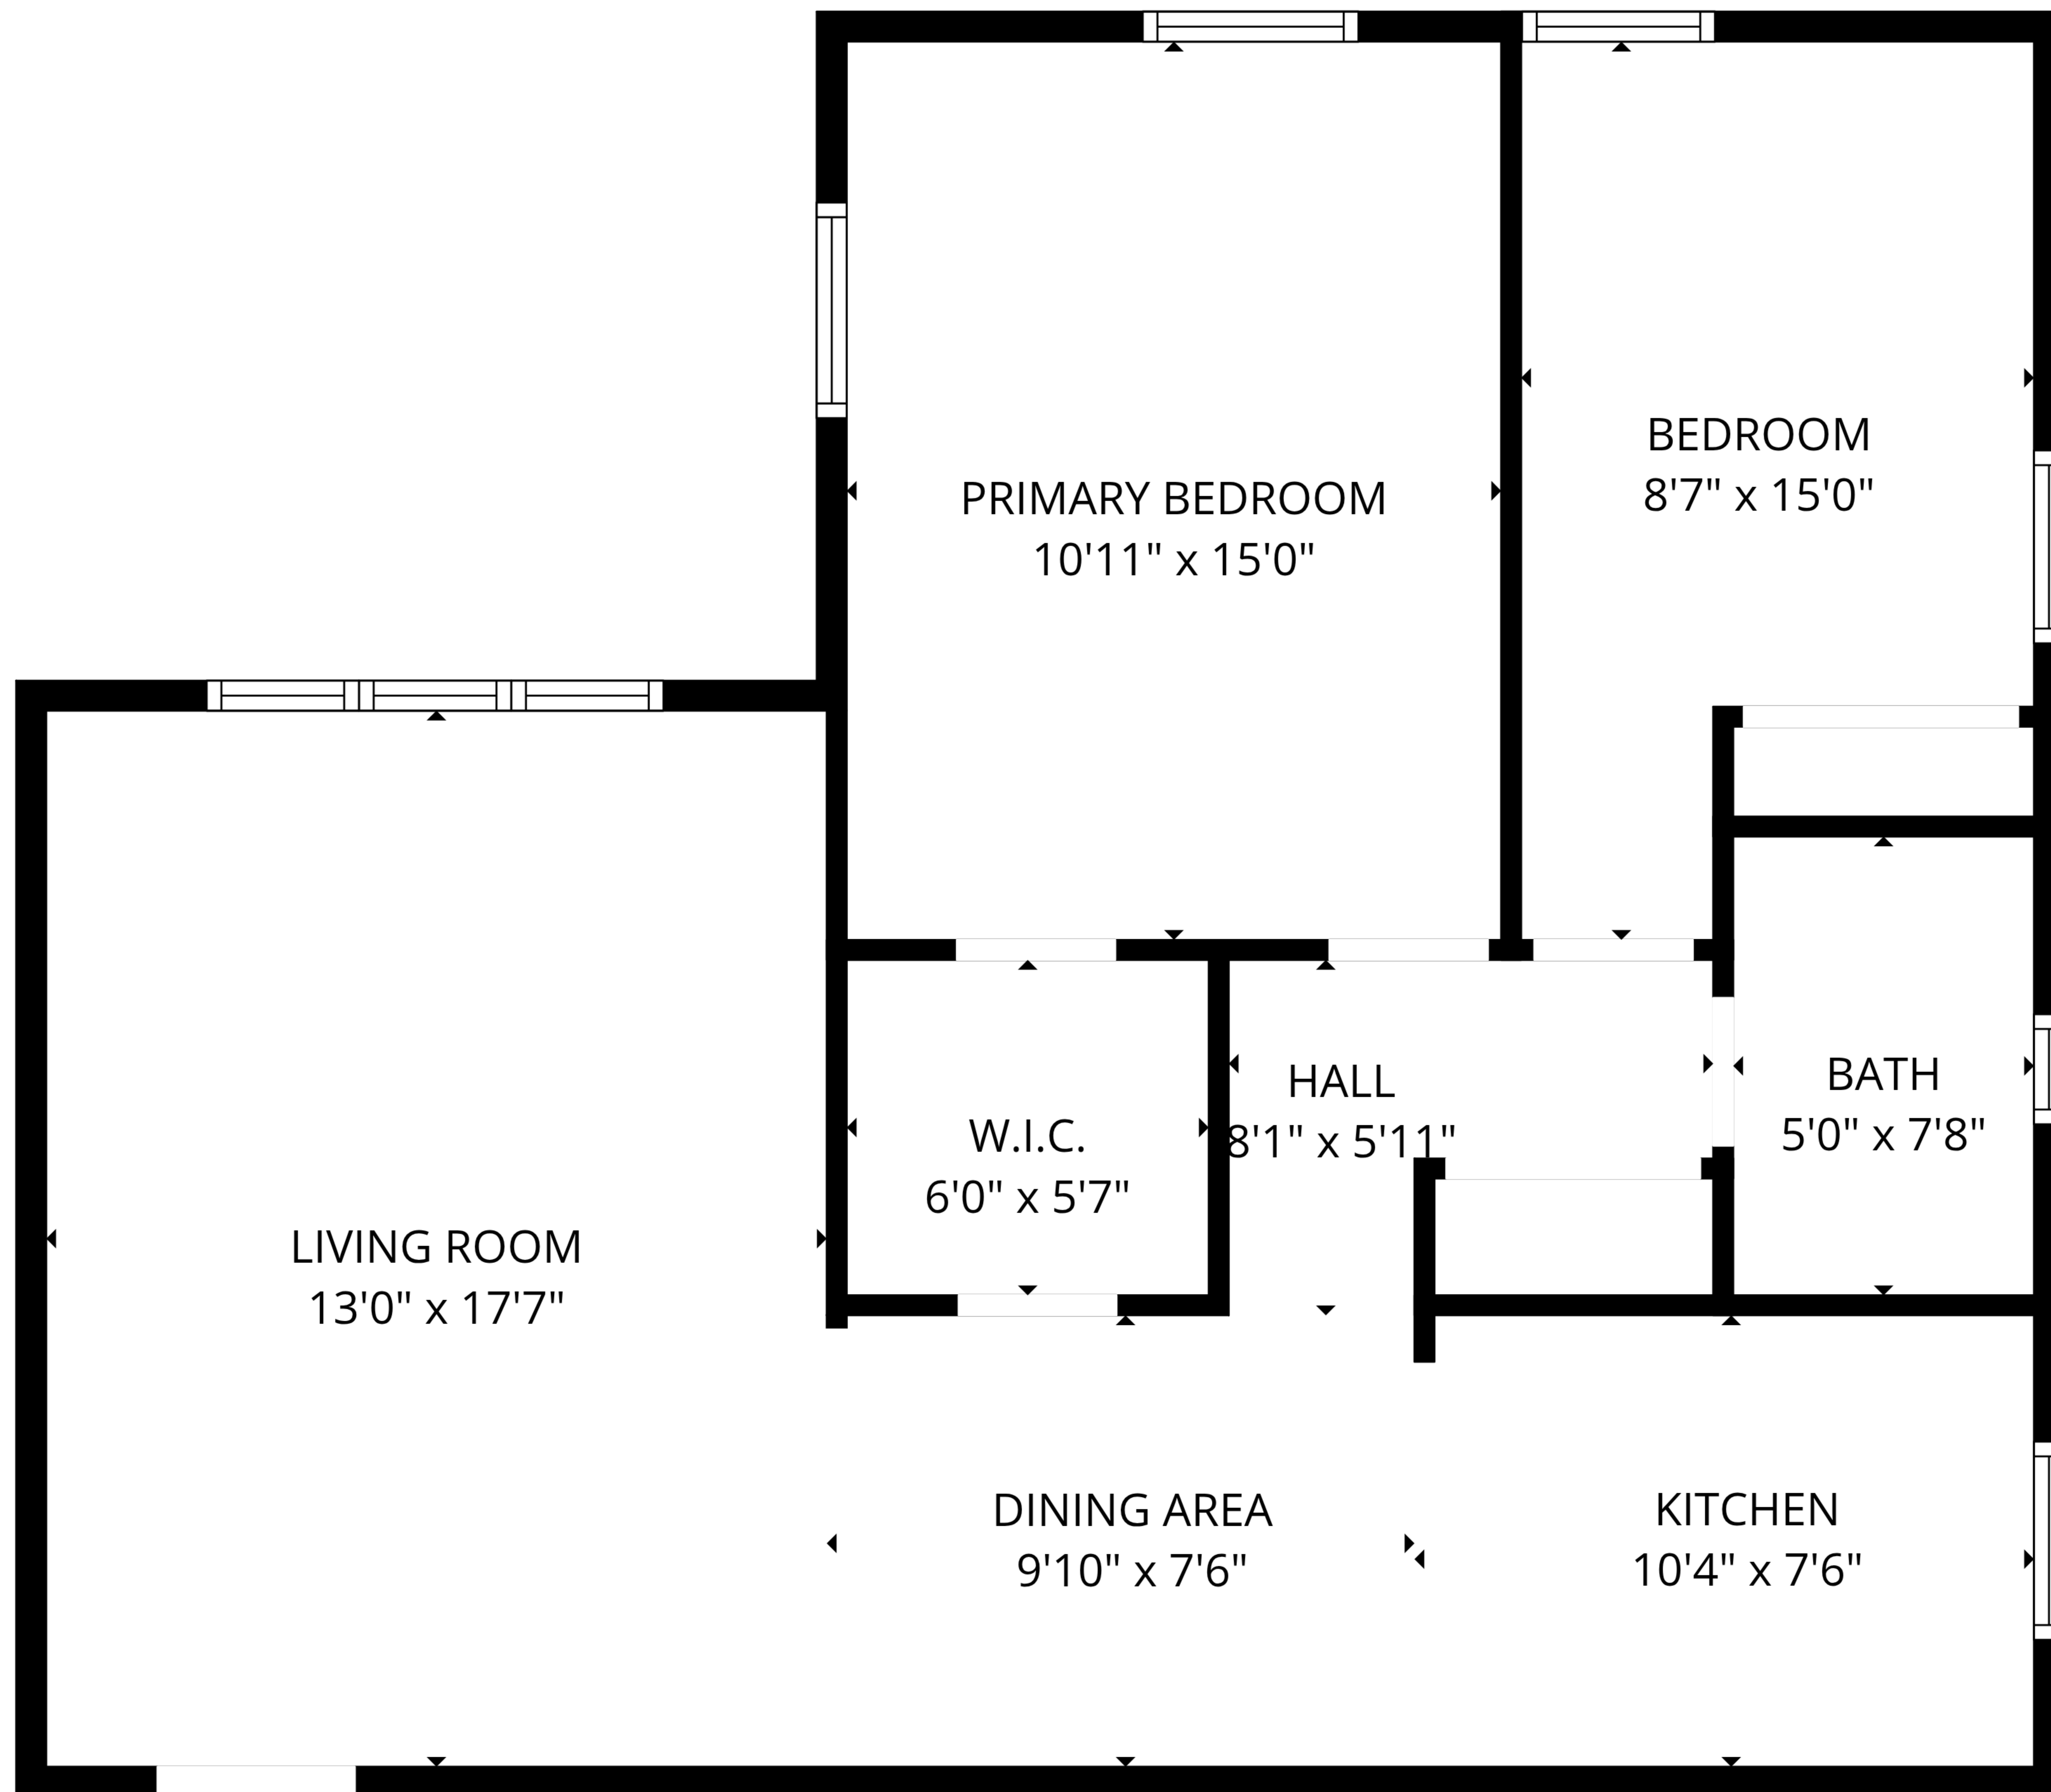 PRIMARY BEDROOM
10'11" x 15'0"
BEDROOM
8'7" x 15'0"
LIVING ROOM
13'0" x 17'7"
W.I.C.
6'0" x 5'7"
HALL
8'1" x 5'11"
BATH
5'0" x 7'8"
DINING AREA
9'10" x 7'6"
KITCHEN
10'4" x 7'6"